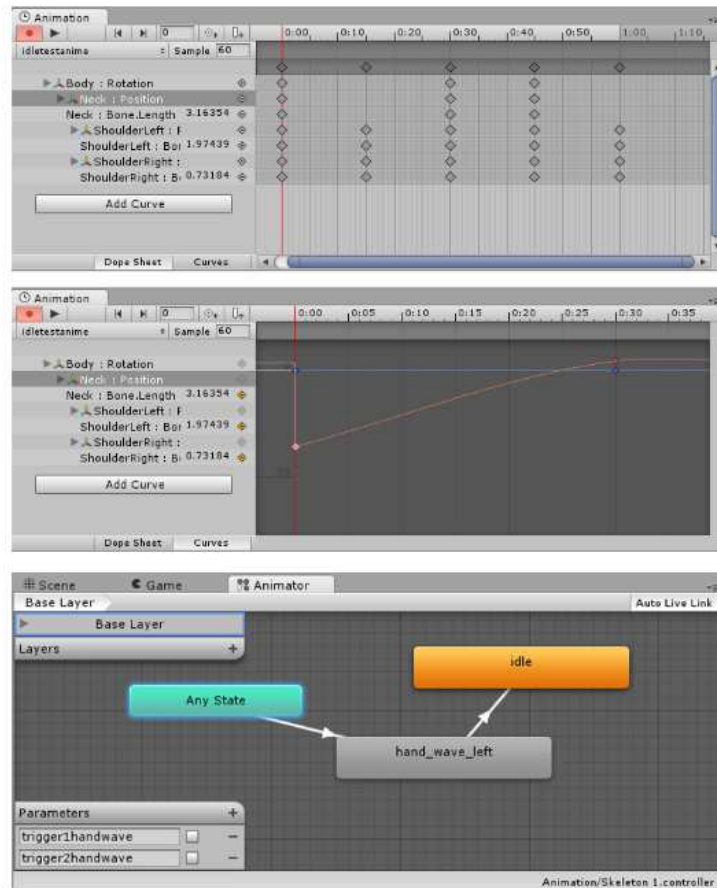 Animation
0 0:00 0:10 0:20 0:30 0:40 0:50 1:00 1:10
idletestanime Sample 60
Body : Rotation
Neck : Position
Neck : Bone.Length 3.16354
ShoulderLeft : F
ShoulderLeft : Bor 1.97439
ShoulderRight :
ShoulderRight : B 0.73184
Add Curve
Dope Sheet Curves
Animation
0 0:00 0:05 0:10 0:15 0:20 0:25 0:30 0:35
idletestanime Sample 60
Body : Rotation
Neck : Position
Neck : Bone.Length 3.16354
ShoulderLeft : F
ShoulderLeft : Bor 1.97439
ShoulderRight :
ShoulderRight : B 0.73184
Add Curve
Dope Sheet Curves
Scene Game Animator
Base Layer Auto Live Link
Base Layer
Layers +
idle
Any State
hand_wave_left
Parameters +
trigger1handwave −
trigger2handwave −
Animation/Skeleton 1.controller